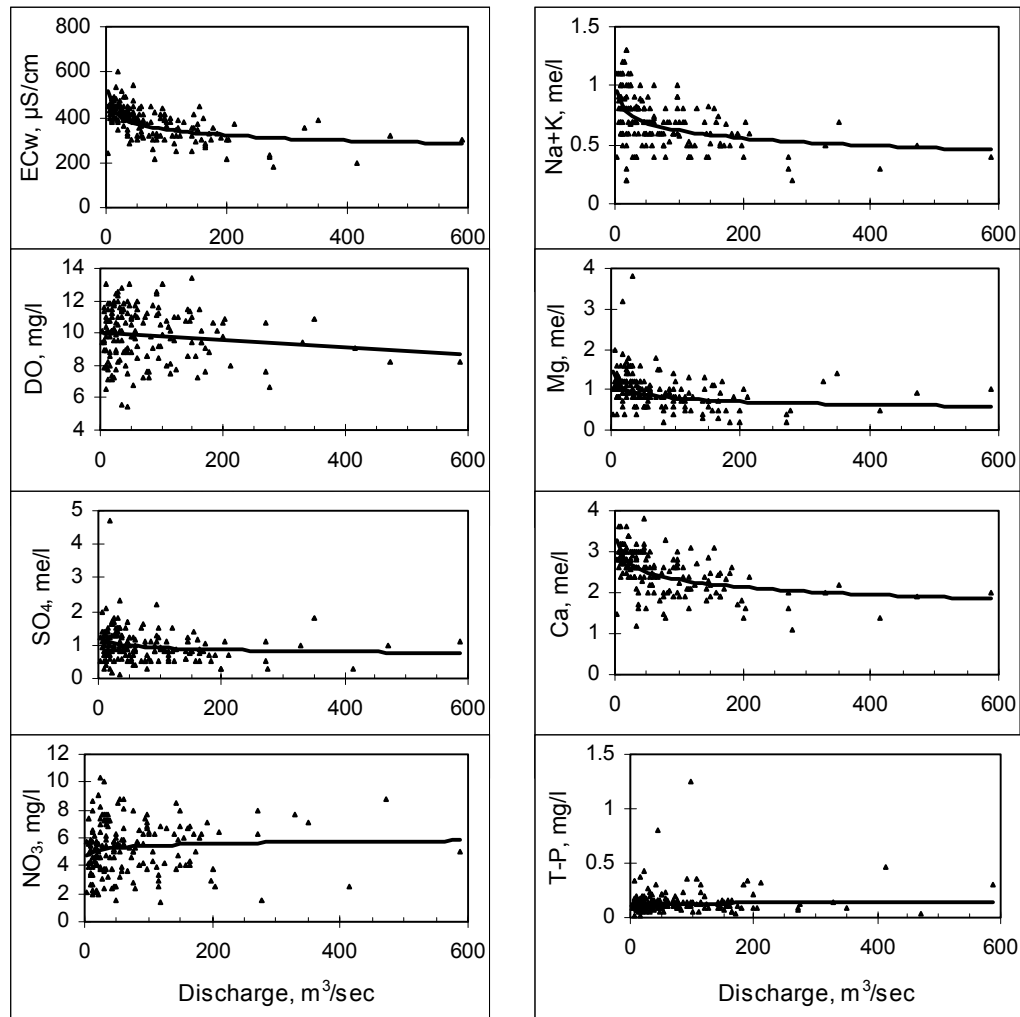 800
600
400
200
0
ECw, µS/cm
0 200 400 600
1.5
1
0.5
0
Na+K, me/l
0 200 400 600
14
12
10
8
6
4
DO, mg/l
0 200 400 600
4
3
2
1
0
Mg, me/l
0 200 400 600
5
4
3
2
1
0
SO₄, me/l
0 200 400 600
4
3
2
1
0
Ca, me/l
0 200 400 600
12
10
8
6
4
2
0
NO₃, mg/l
0 200 400 600
Discharge, m³/sec
1.5
1
0.5
0
T-P, mg/l
0 200 400 600
Discharge, m³/sec